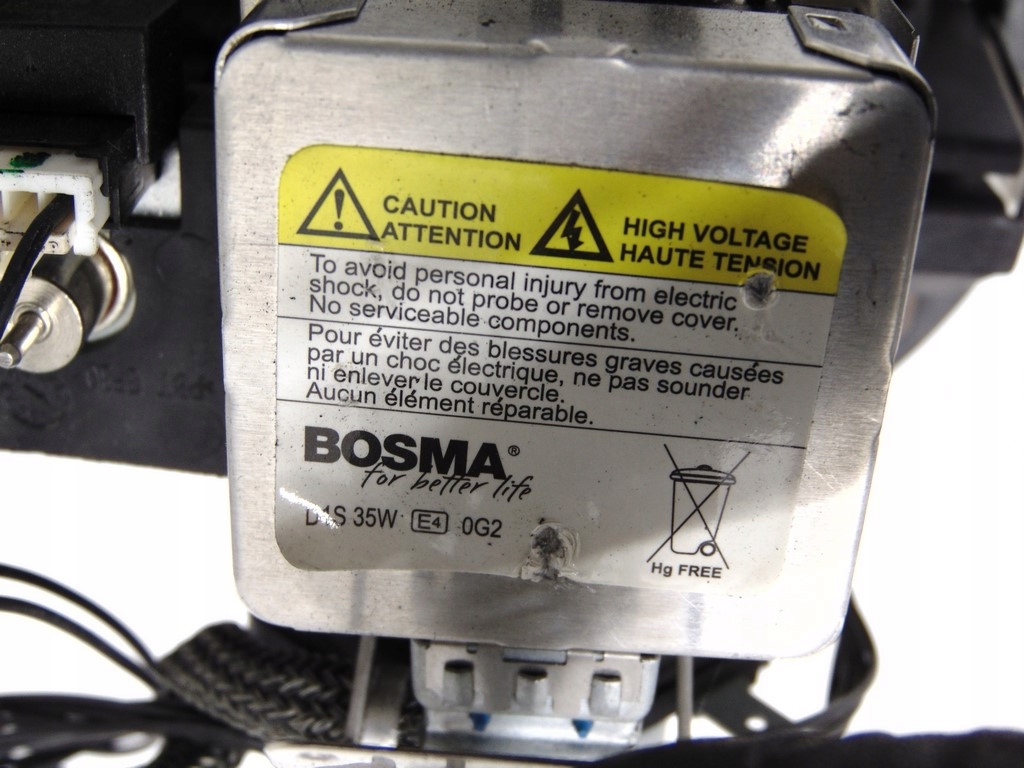 CAUTION
ATTENTION
HIGH VOLTAGE
HAUTE TENSION
To avoid personal injury from electric
shock, do not probe or remove cover.
No serviceable components.
Pour éviter des blessures graves causées
par un choc électrique, ne pas sounder
ni enlever le couvercle.
Aucun élément réparable.
BOSMA®
for better life
D1S 35W E4 0G2
Hg FREE